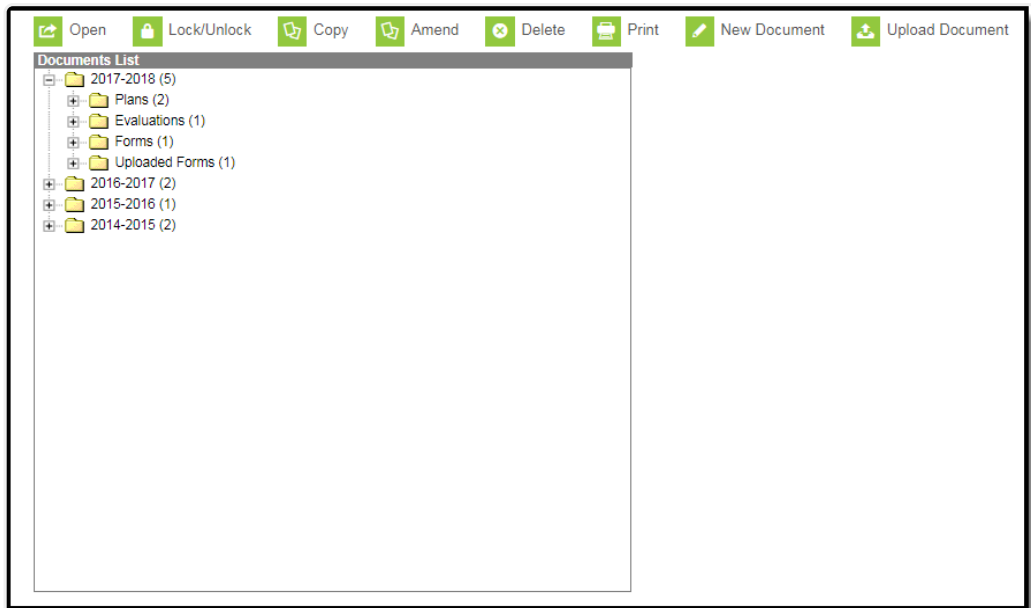 Open Lock/Unlock Copy Amend Delete Print New Document Upload Document
Documents List
2017-2018 (5)
Plans (2)
Evaluations (1)
Forms (1)
Uploaded Forms (1)
2016-2017 (2)
2015-2016 (1)
2014-2015 (2)